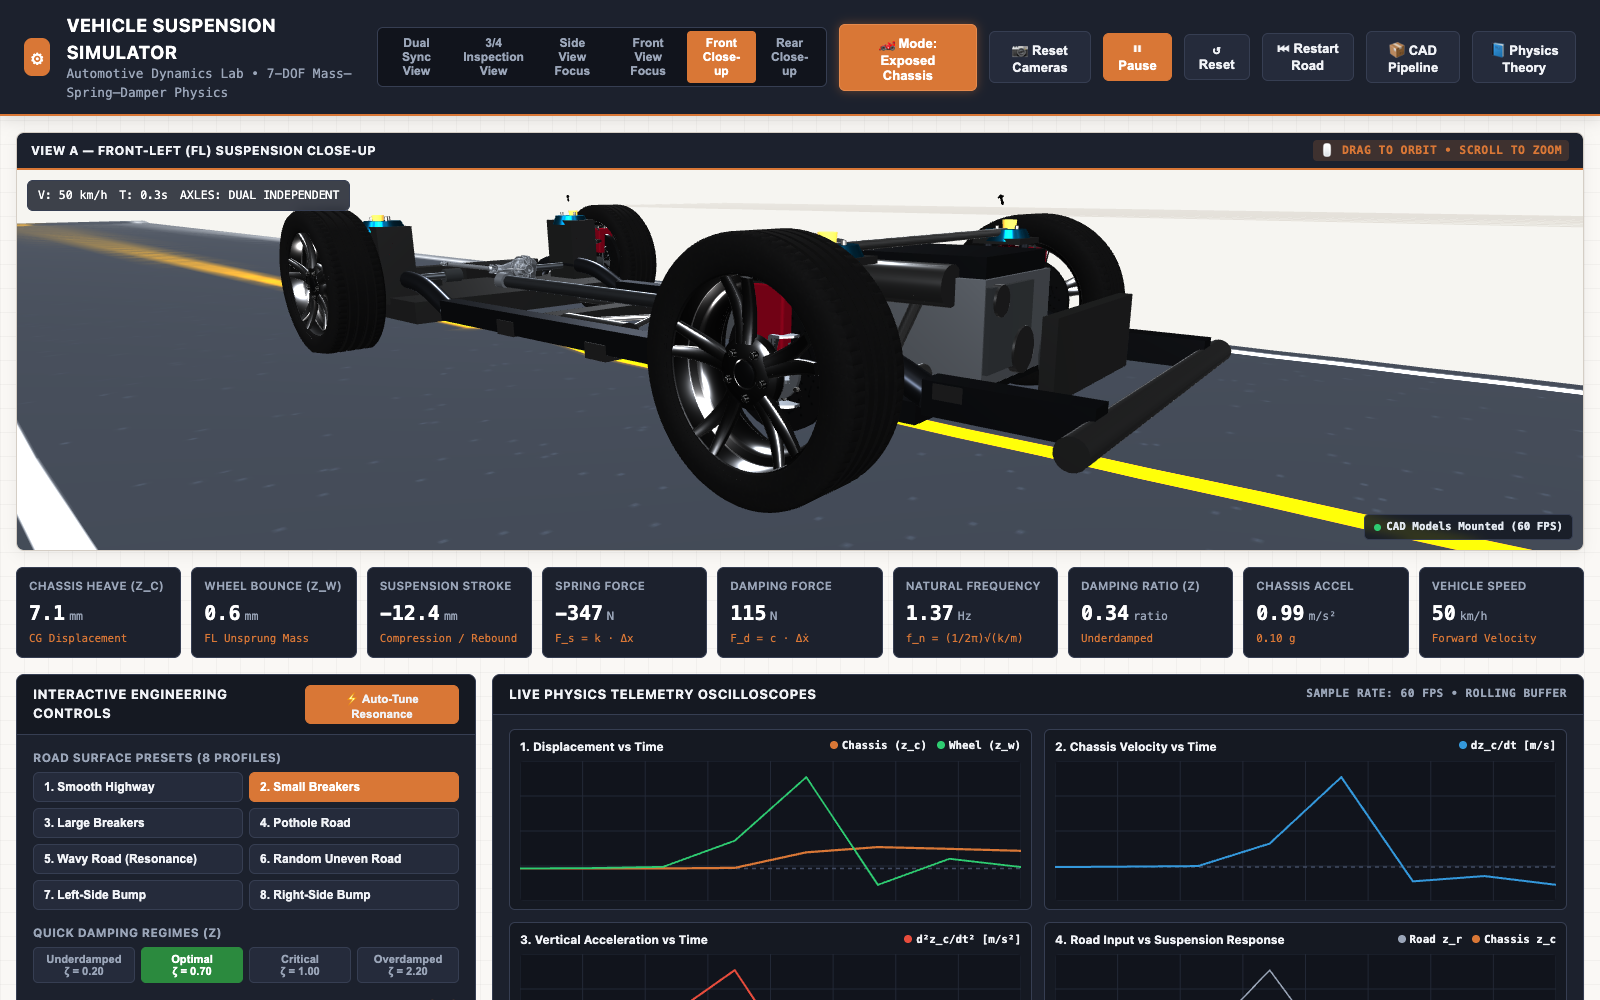 VEHICLE SUSPENSION
SIMULATOR
Automotive Dynamics Lab • 7-DOF Mass–
Spring–Damper Physics
Dual
Sync
View
3/4
Inspection
View
Side
View
Focus
Front
View
Focus
Front
Close-
up
Rear
Close-
up
Mode:
Exposed
Chassis
Reset
Cameras
Pause
↺
Reset
Restart
Road
CAD
Pipeline
Physics
Theory
VIEW A — FRONT-LEFT (FL) SUSPENSION CLOSE-UP
DRAG TO ORBIT • SCROLL TO ZOOM
V: 50 km/h T: 0.3s AXLES: DUAL INDEPENDENT
CAD Models Mounted (60 FPS)
CHASSIS HEAVE (Z_C)
7.1 mm
CG Displacement
WHEEL BOUNCE (Z_W)
0.6 mm
FL Unsprung Mass
SUSPENSION STROKE
−12.4 mm
Compression / Rebound
SPRING FORCE
−347 N
F_s = k · Δx
DAMPING FORCE
115 N
F_d = c · Δẋ
NATURAL FREQUENCY
1.37 Hz
f_n = (1/2π)√(k/m)
DAMPING RATIO (Z)
0.34 ratio
Underdamped
CHASSIS ACCEL
0.99 m/s²
0.10 g
VEHICLE SPEED
50 km/h
Forward Velocity
INTERACTIVE ENGINEERING
CONTROLS
⚡ Auto-Tune
Resonance
ROAD SURFACE PRESETS (8 PROFILES)
1. Smooth Highway
2. Small Breakers
3. Large Breakers
4. Pothole Road
5. Wavy Road (Resonance)
6. Random Uneven Road
7. Left-Side Bump
8. Right-Side Bump
QUICK DAMPING REGIMES (Z)
Underdamped
ζ = 0.20
Optimal
ζ = 0.70
Critical
ζ = 1.00
Overdamped
ζ = 2.20
LIVE PHYSICS TELEMETRY OSCILLOSCOPES
SAMPLE RATE: 60 FPS • ROLLING BUFFER
1. Displacement vs Time
Chassis (z_c) Wheel (z_w)
2. Chassis Velocity vs Time
dz_c/dt [m/s]
3. Vertical Acceleration vs Time
d²z_c/dt² [m/s²]
4. Road Input vs Suspension Response
Road z_r Chassis z_c